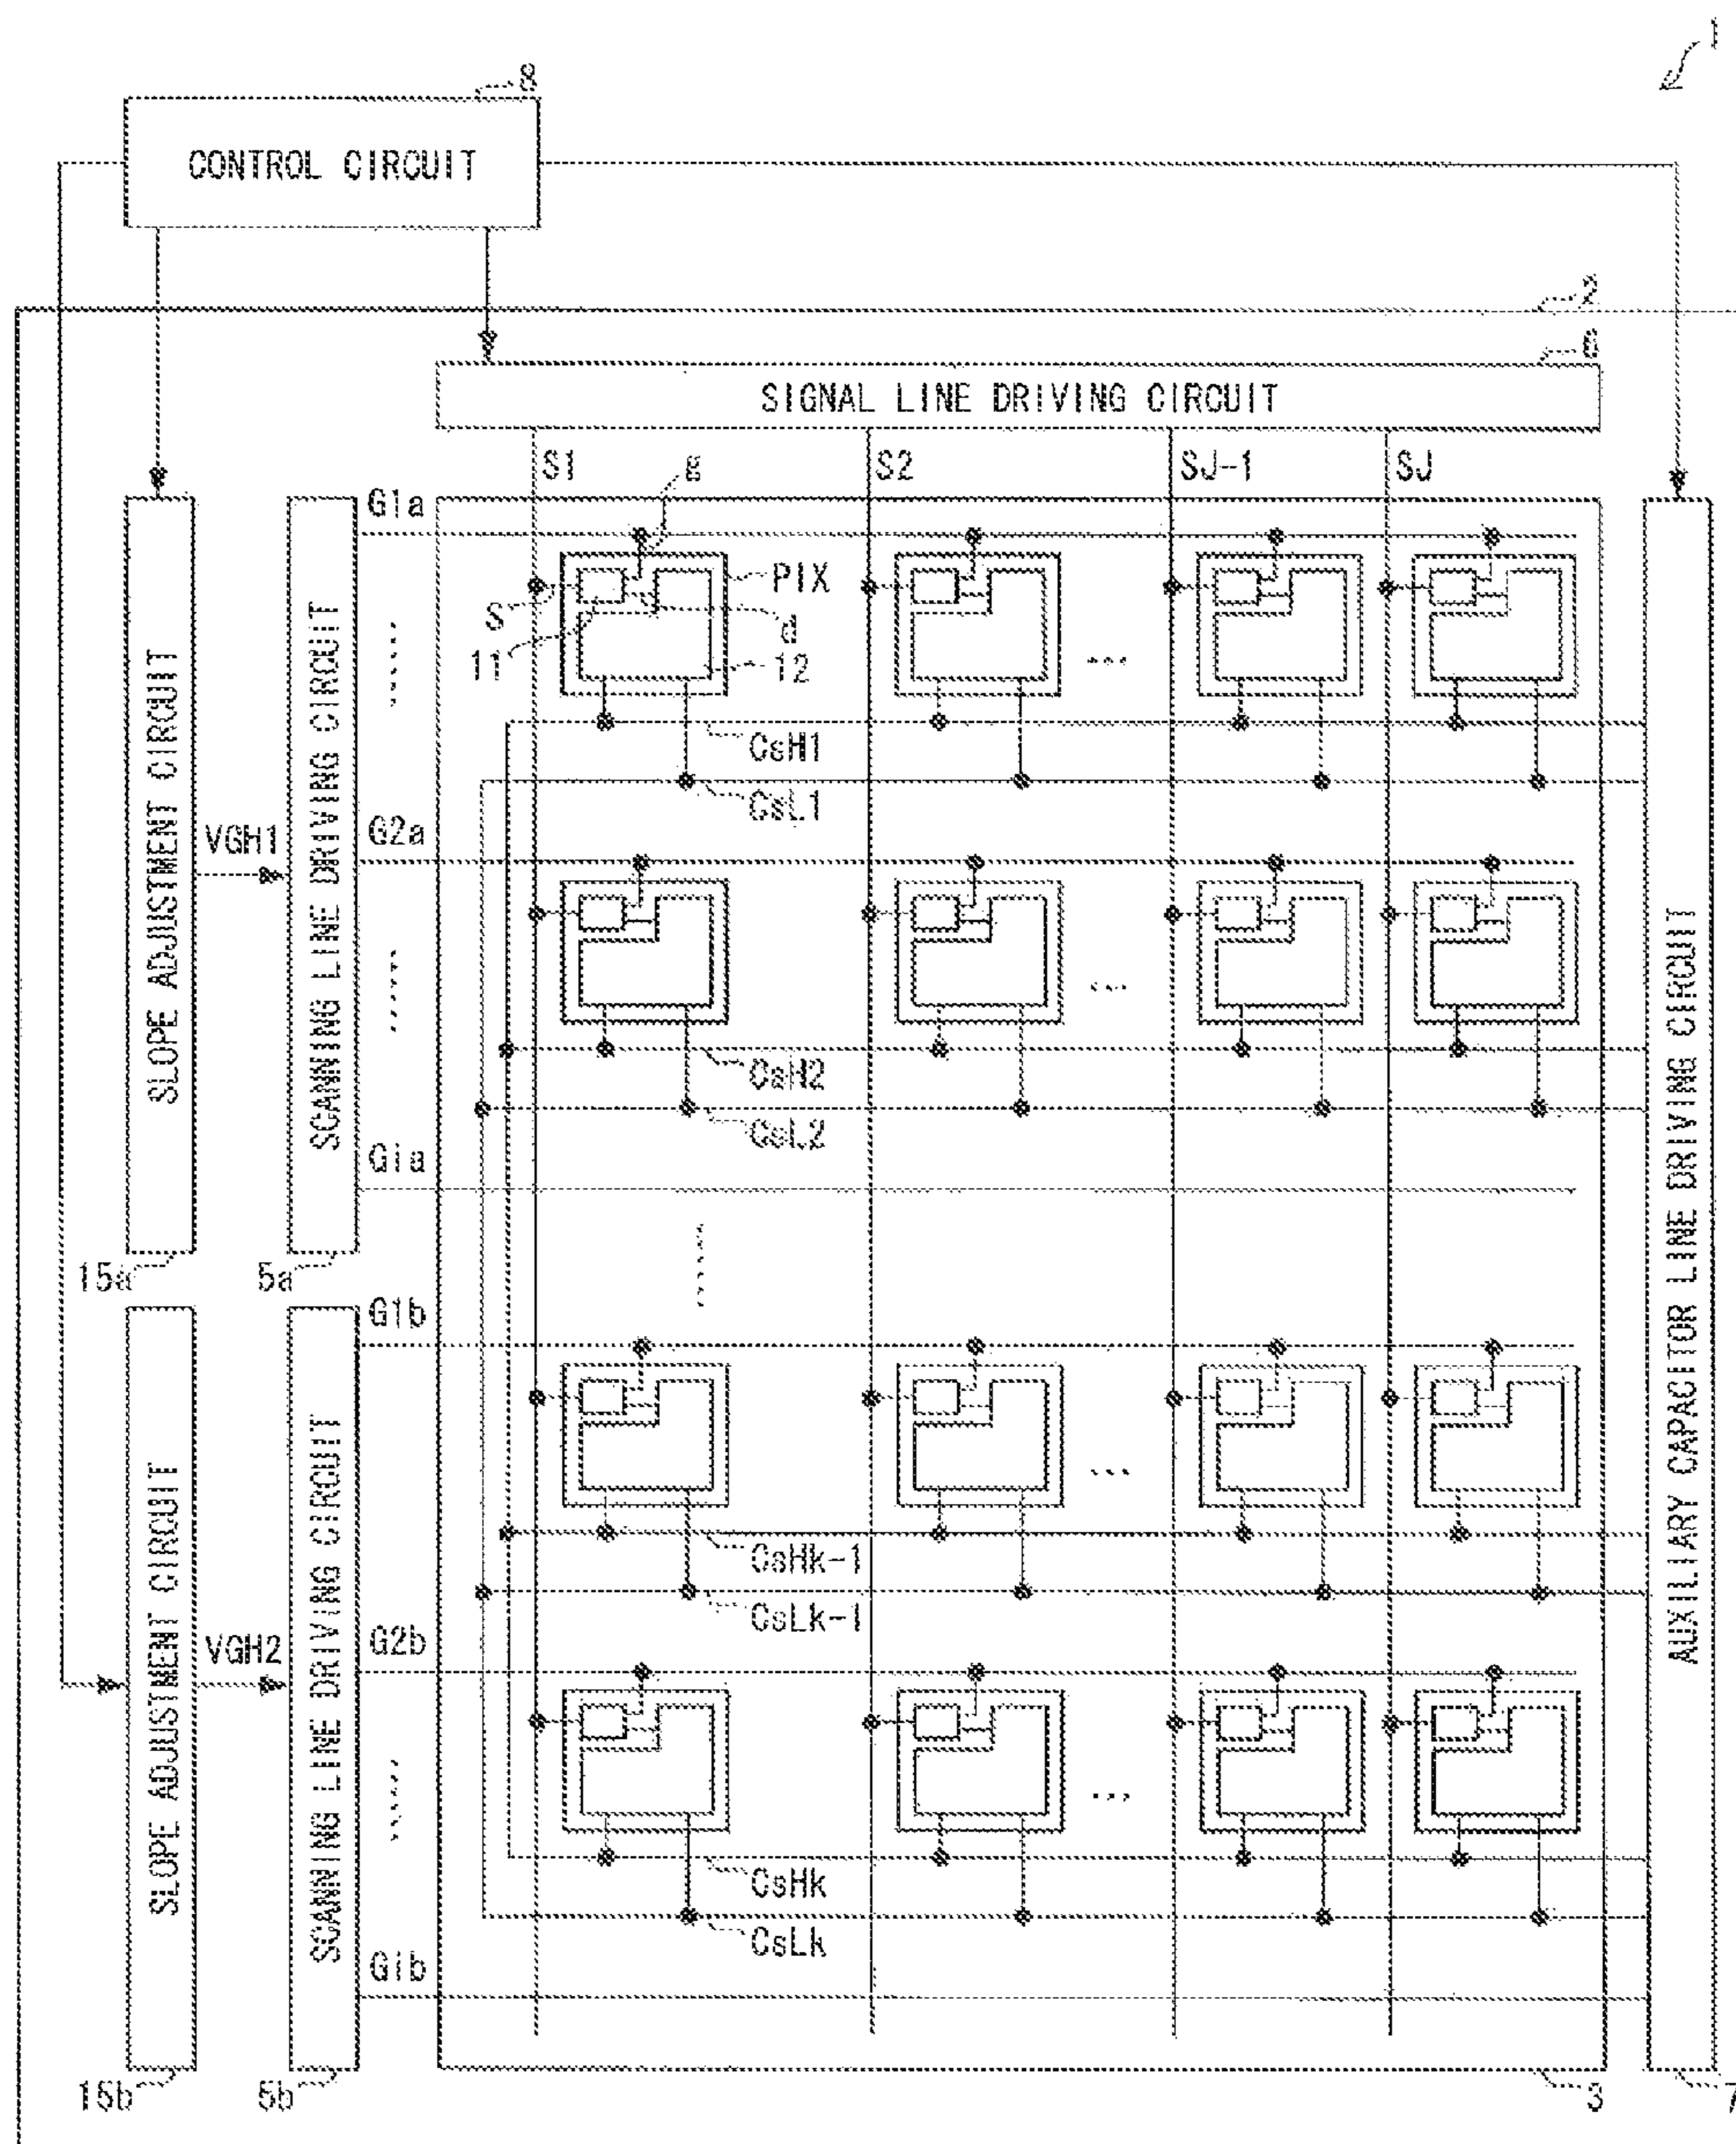 1
8
CONTROL CIRCUIT
2
6
SIGNAL LINE DRIVING CIRCUIT
S1
S2
SJ-1
SJ
G1a
g
PIX
S
d
11
12
...
CsH1
CsL1
SLOPE ADJUSTMENT CIRCUIT
VGH1
SCANNING LINE DRIVING CIRCUIT
G2a
...
CsH2
CsL2
Gia
AUXILIARY CAPACITOR LINE DRIVING CIRCUIT
15a
5a
G1b
...
CsHk-1
CsLk-1
SLOPE ADJUSTMENT CIRCUIT
VGH2
SCANNING LINE DRIVING CIRCUIT
G2b
...
CsHk
CsLk
Gib
15b
5b
3
7